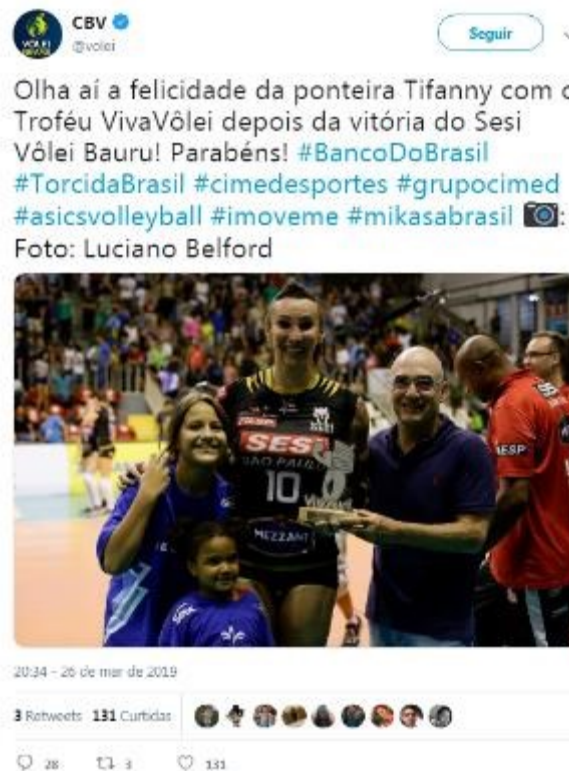 CBV
@volei
Seguir
Olha aí a felicidade da ponteira Tifanny com o
Troféu VivaVôlei depois da vitória do Sesi
Vôlei Bauru! Parabéns! #BancoDoBrasil
#TorcidaBrasil #cimedesportes #grupocimed
#asicsvolleyball #imoveme #mikasabrasil 📷:
Foto: Luciano Belford
SESI
SÃO PAULO
10
MEZZANI
20:34 - 26 de mar de 2019
3 Retweets 131 Curtidas
28 3 131